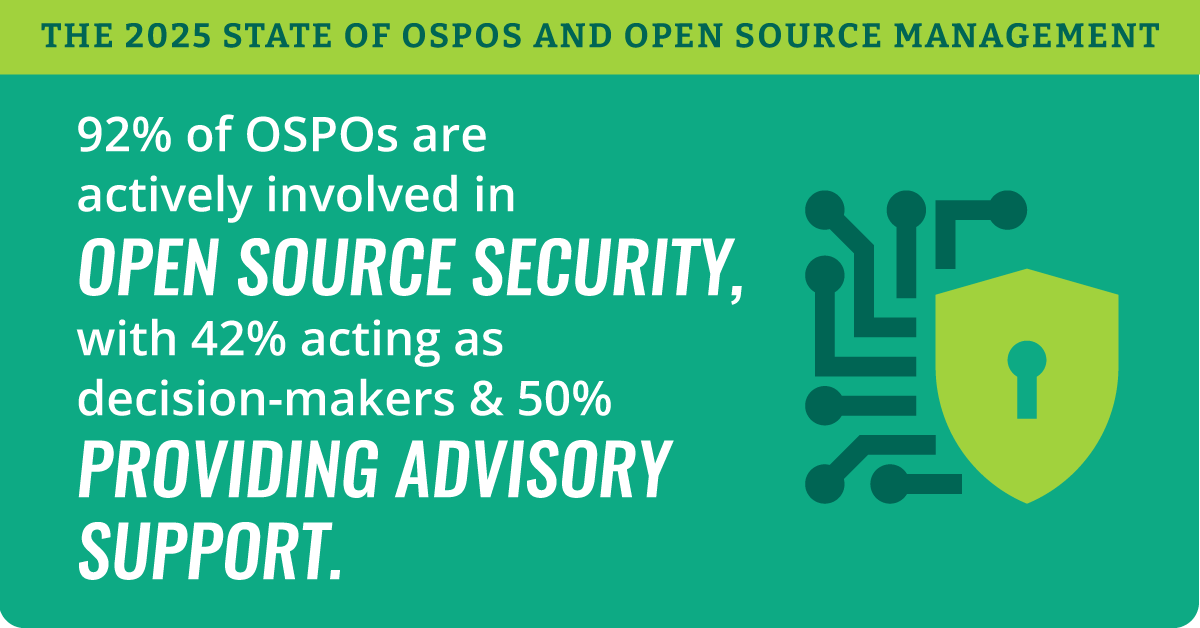 THE 2025 STATE OF OSPOS AND OPEN SOURCE MANAGEMENT
92% of OSPOs are
actively involved in
OPEN SOURCE SECURITY,
with 42% acting as
decision-makers & 50%
PROVIDING ADVISORY
SUPPORT.